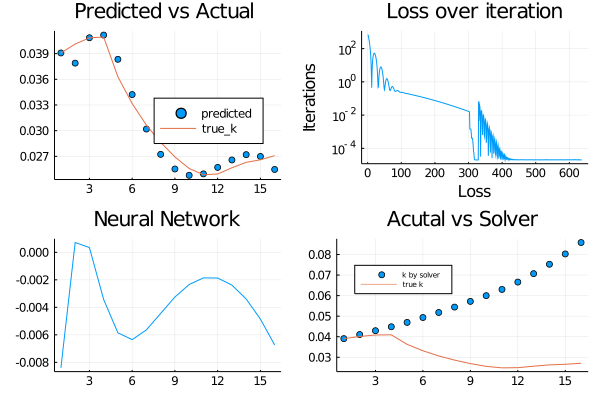 Predicted vs Actual
0.039
0.036
0.033
0.030
0.027
predicted
true_k
3 6 9 12 15
Loss over iteration
Iterations
10^2
10^0
10^-2
10^-4
0 100 200 300 400 500 600
Loss
Neural Network
0.000
-0.002
-0.004
-0.006
-0.008
3 6 9 12 15
Acutal vs Solver
0.08
0.07
0.06
0.05
0.04
0.03
k by solver
true k
3 6 9 12 15